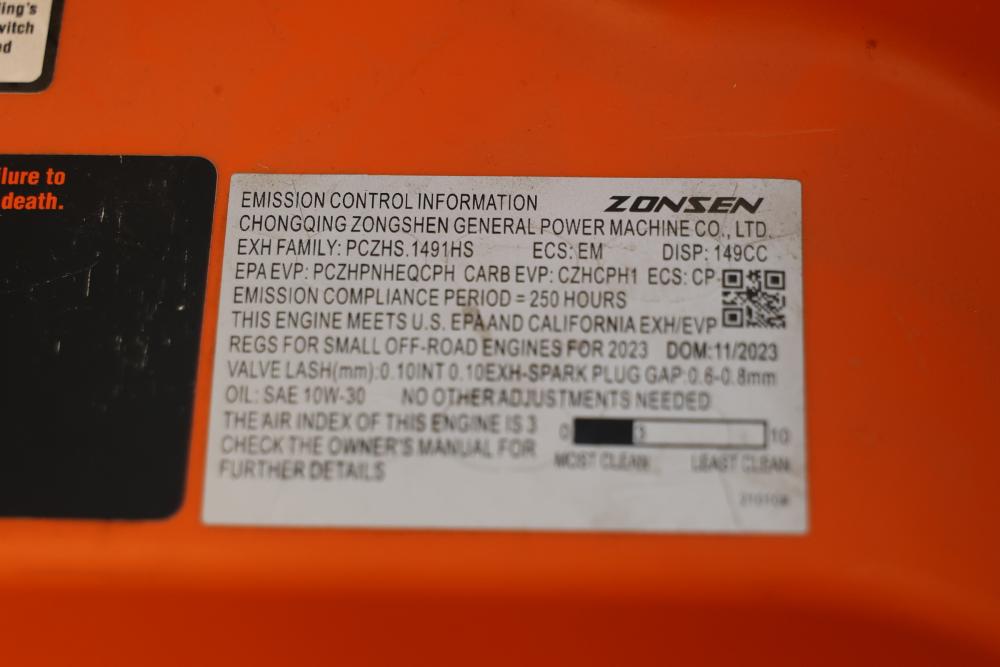 ling's
witch
nd
ilure to
death.
EMISSION CONTROL INFORMATION ZONSEN
CHONGQING ZONGSHEN GENERAL POWER MACHINE CO., LTD.
EXH FAMILY: PCZHS.1491HS ECS: EM DISP: 149CC
EPA EVP: PCZHPNHEQCPH CARB EVP: CZHCPH1 ECS: CP
EMISSION COMPLIANCE PERIOD = 250 HOURS
THIS ENGINE MEETS U.S. EPA AND CALIFORNIA EXH/EVP
REGS FOR SMALL OFF-ROAD ENGINES FOR 2023 DOM:11/2023
VALVE LASH(mm):0.10INT 0.10EXH-SPARK PLUG GAP:0.6-0.8mm
OIL: SAE 10W-30 NO OTHER ADJUSTMENTS NEEDED
THE AIR INDEX OF THIS ENGINE IS 3
0 3 10
CHECK THE OWNER'S MANUAL FOR
MOST CLEAN LEAST CLEAN
FURTHER DETAILS